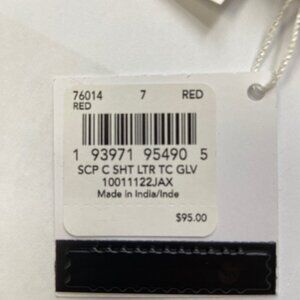 76014 7 RED
RED
1 93971 95490 5
SCP C SHT LTR TC GLV
10011122JAX
Made in India/Inde
$95.00